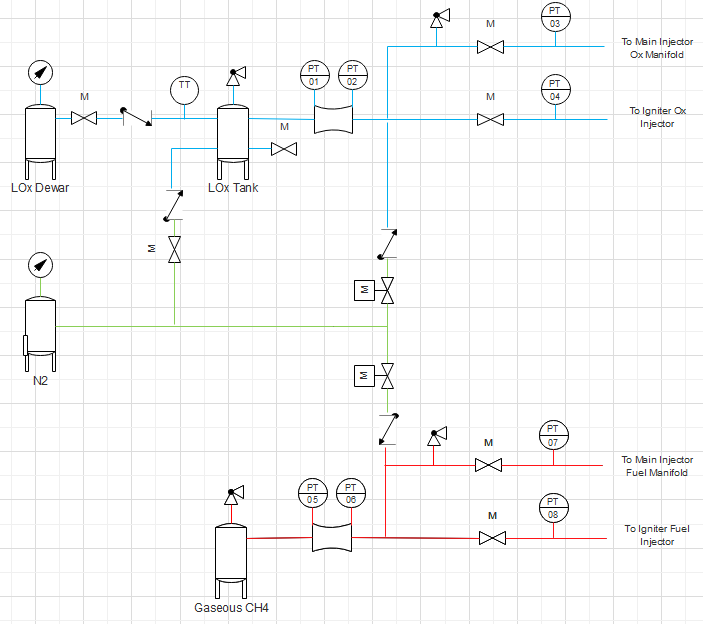 M
PT
03
To Main Injector
Ox Manifold
PT
01
PT
02
M
TT
M
PT
04
To Igniter Ox
Injector
M
LOx Dewar
LOx Tank
M
M
N2
M
PT
07
M
To Main Injector
Fuel Manifold
PT
05
PT
06
M
PT
08
To Igniter Fuel
Injector
Gaseous CH4